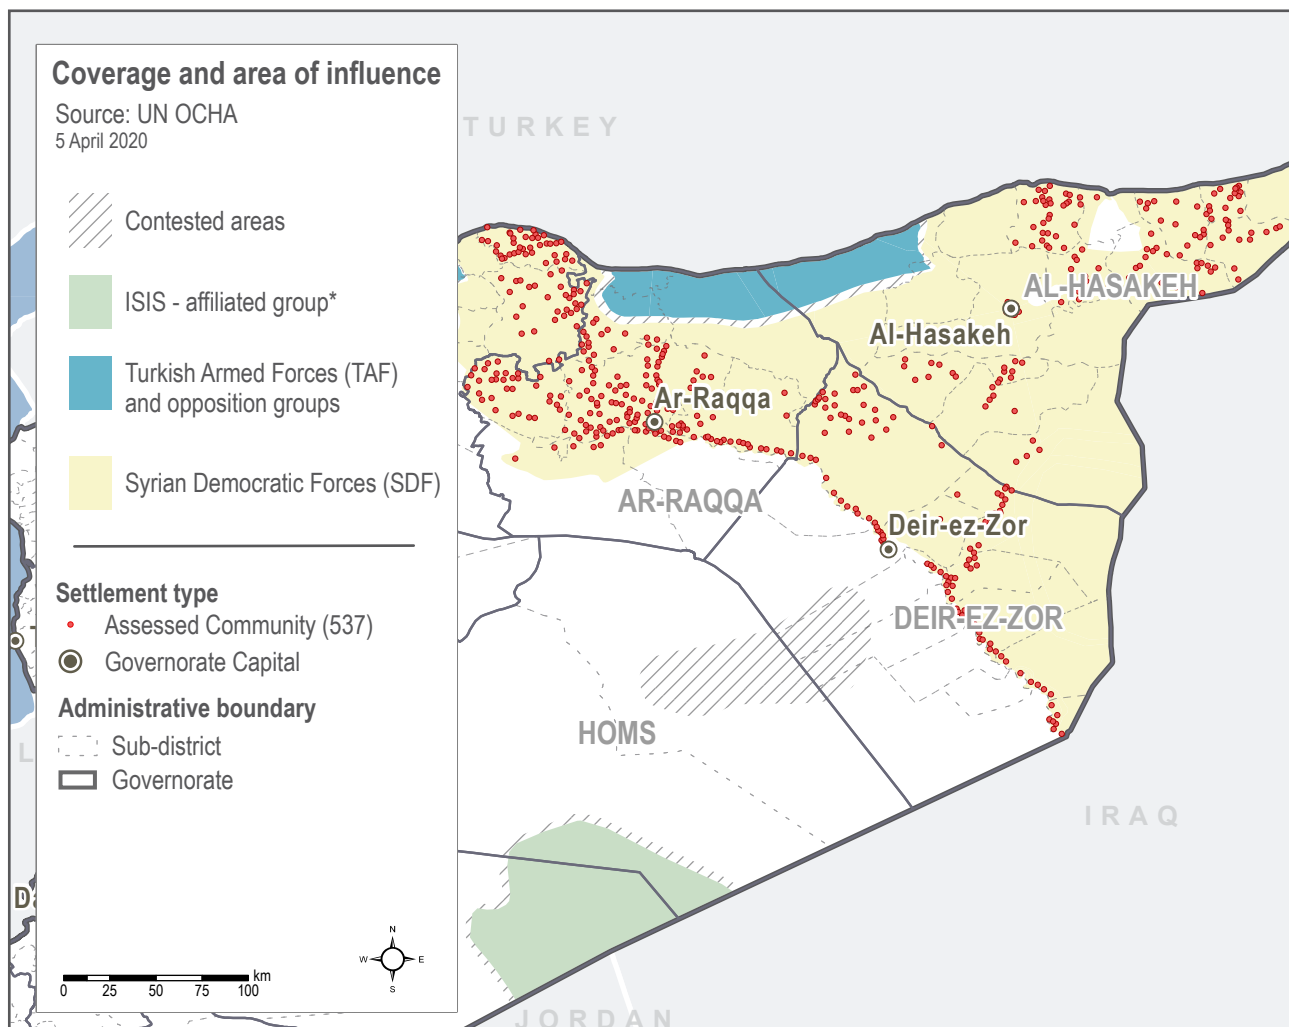 Coverage and area of influence
Source: UN OCHA
5 April 2020
Contested areas
ISIS - affiliated group*
Turkish Armed Forces (TAF)
and opposition groups
Syrian Democratic Forces (SDF)
Settlement type
Assessed Community (537)
Governorate Capital
Administrative boundary
Sub-district
Governorate
N
W
E
S
km
0 25 50 75 100
TURKEY
AL-HASAKEH
Al-Hasakeh
Ar-Raqqa
AR-RAQQA
Deir-ez-Zor
DEIR-EZ-ZOR
HOMS
IRAQ
JORDAN